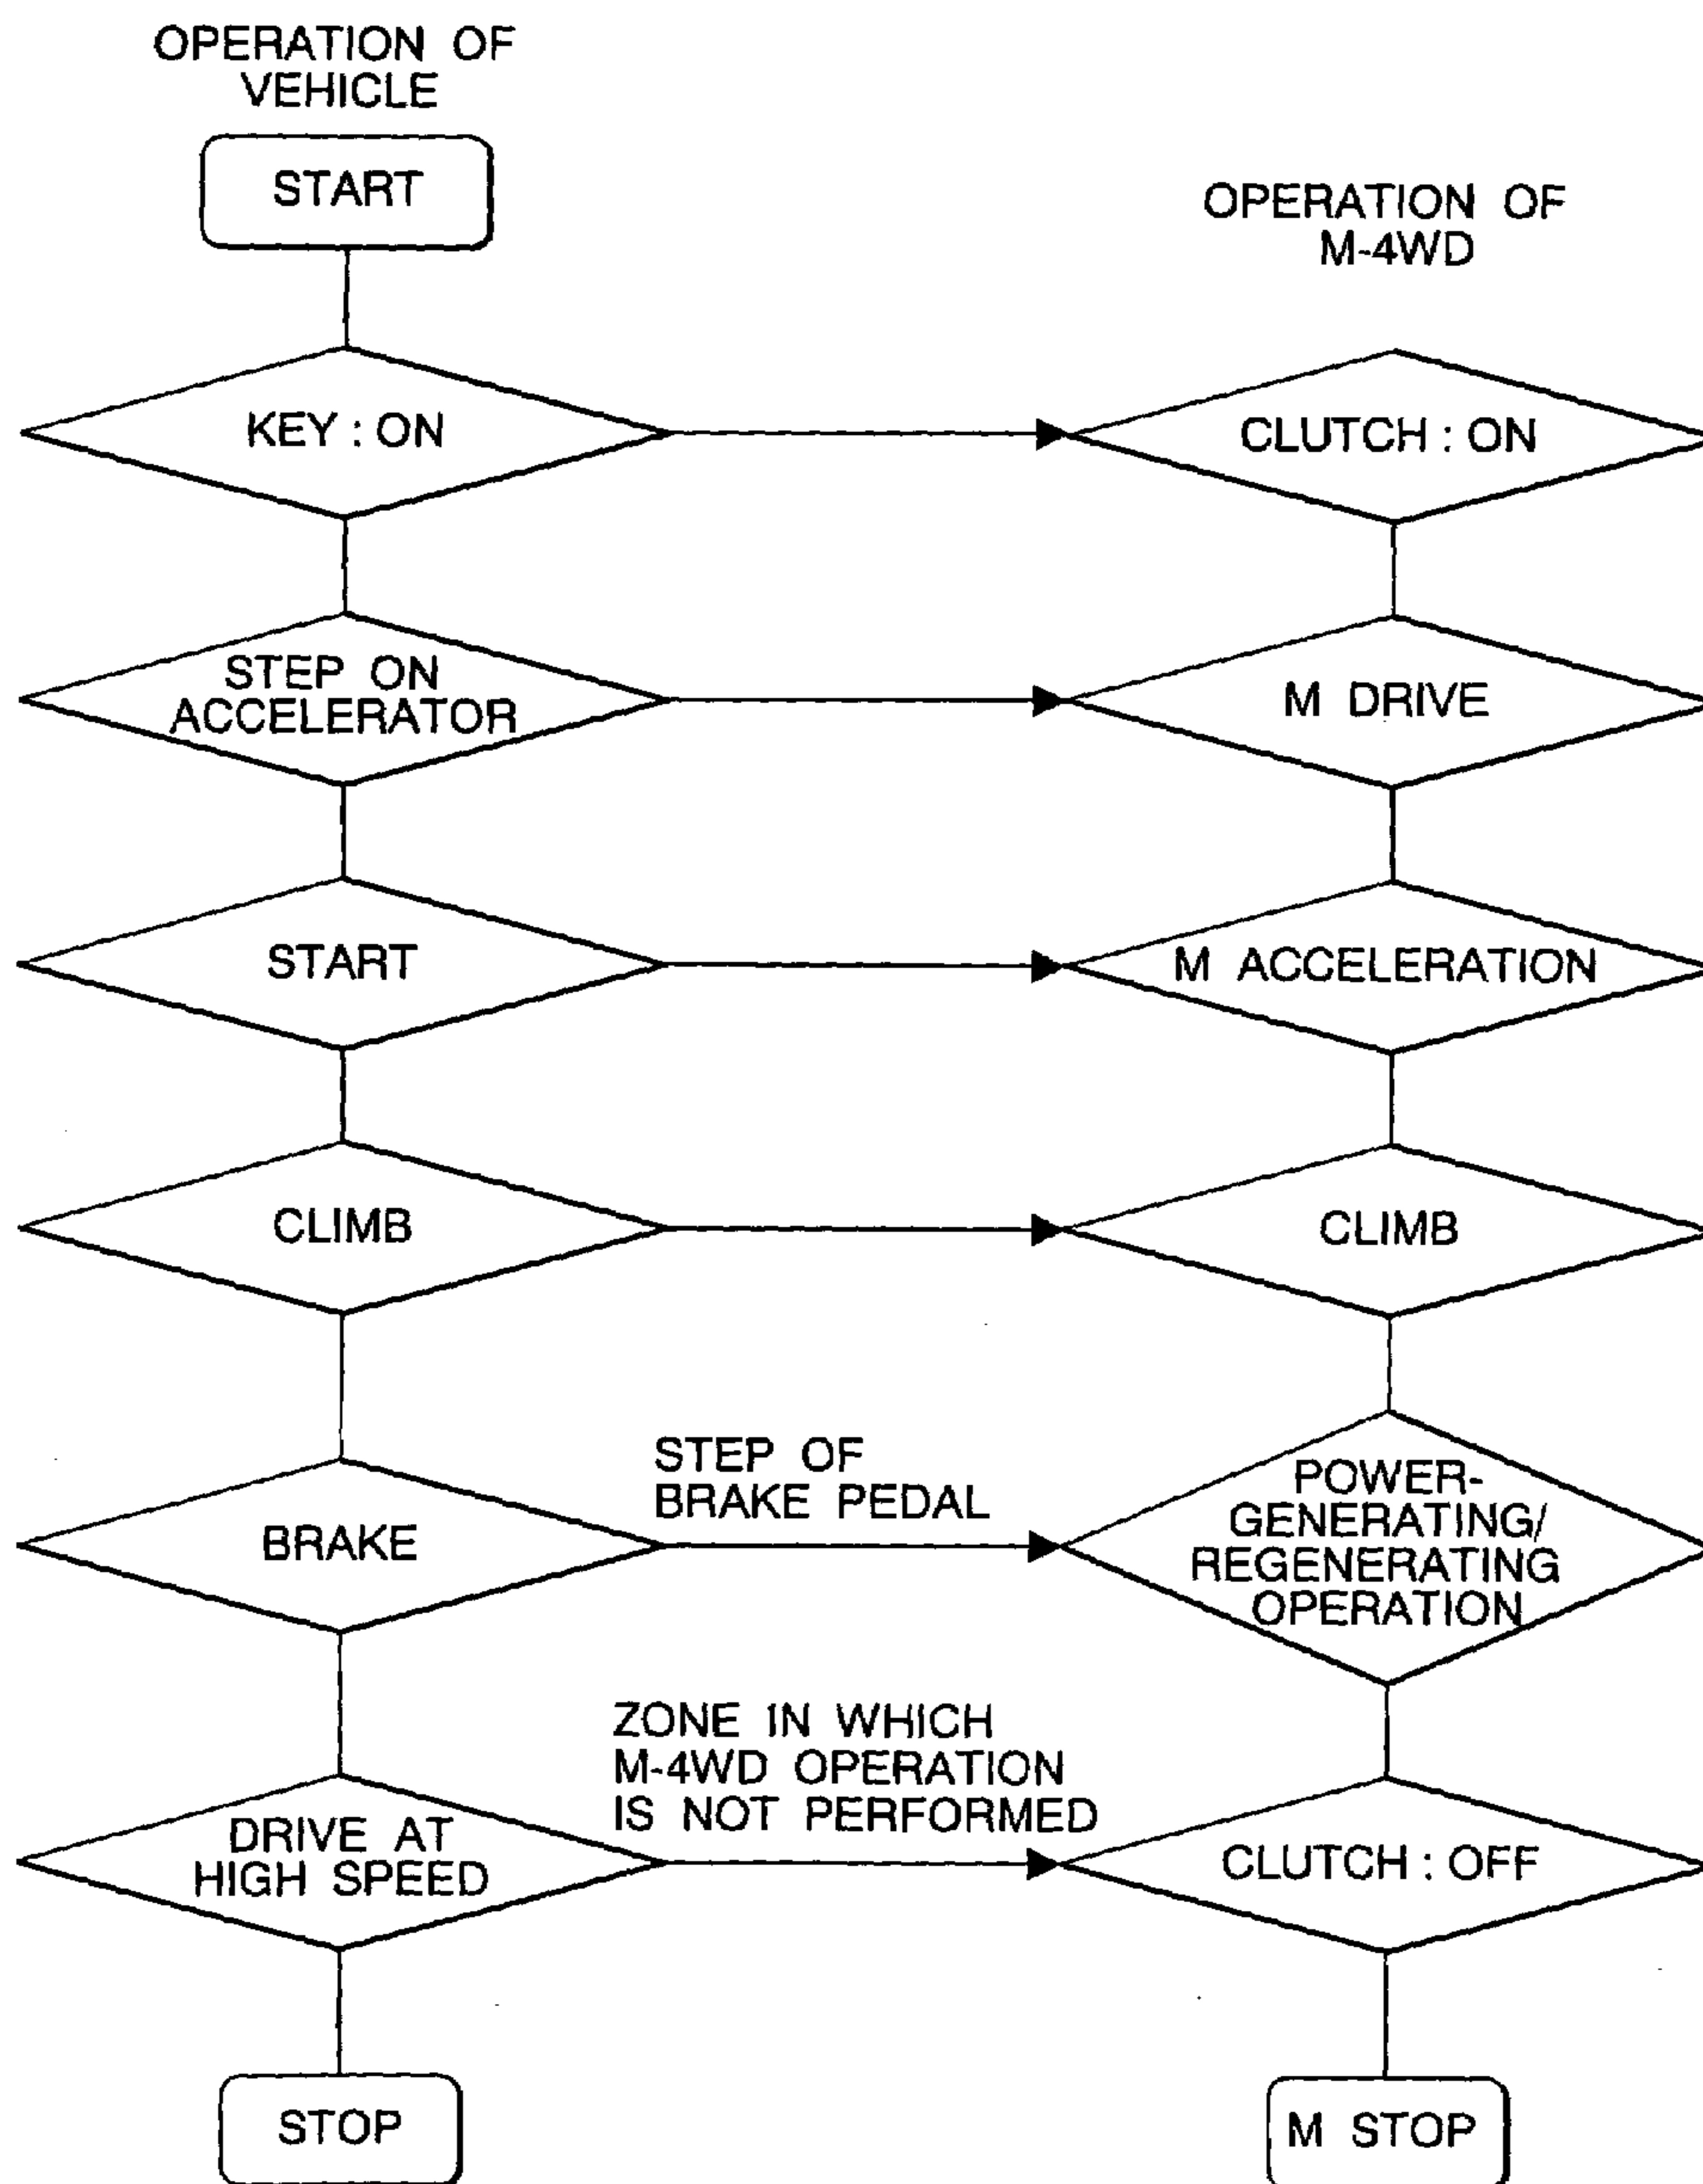 OPERATION OF
VEHICLE
START
OPERATION OF
M-4WD
KEY : ON
CLUTCH : ON
STEP ON
ACCELERATOR
M DRIVE
START
M ACCELERATION
CLIMB
CLIMB
BRAKE
STEP OF
BRAKE PEDAL
POWER-
GENERATING/
REGENERATING
OPERATION
DRIVE AT
HIGH SPEED
ZONE IN WHICH
M-4WD OPERATION
IS NOT PERFORMED
CLUTCH : OFF
STOP
M STOP